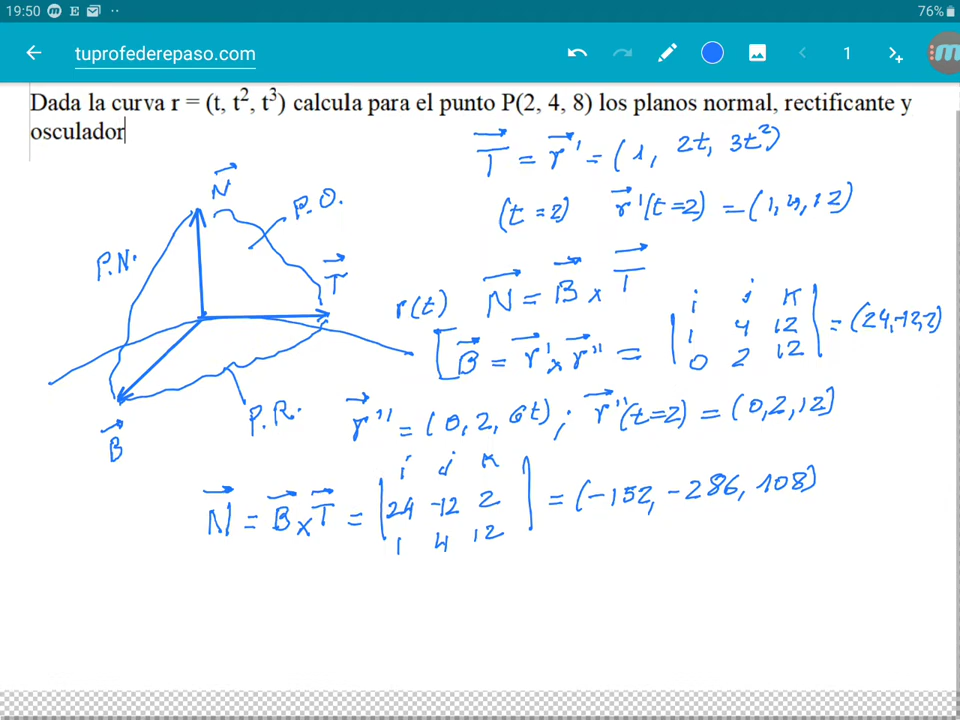 19:50 E ·· 76%
tuprofederepaso.com 1
Dada la curva r = (t, t², t³) calcula para el punto P(2, 4, 8) los planos normal, rectificante y
osculador
T⃗ = r⃗' = (1, 2t, 3t²)
(t=2) r⃗'(t=2) = (1, 4, 12)
N⃗ P.O.
P.N. T⃗
r(t) N⃗ = B⃗ x T⃗
i j K
[B⃗ = r⃗' x r⃗'' = | 1 4 12 | = (24, -12, 2)
0 2 12
B⃗ P.R. r⃗'' = (0, 2, 6t); r⃗''(t=2) = (0, 2, 12)
i j K
N⃗ = B⃗ x T⃗ = | 24 -12 2 | = (-152, -286, 108)
1 4 12